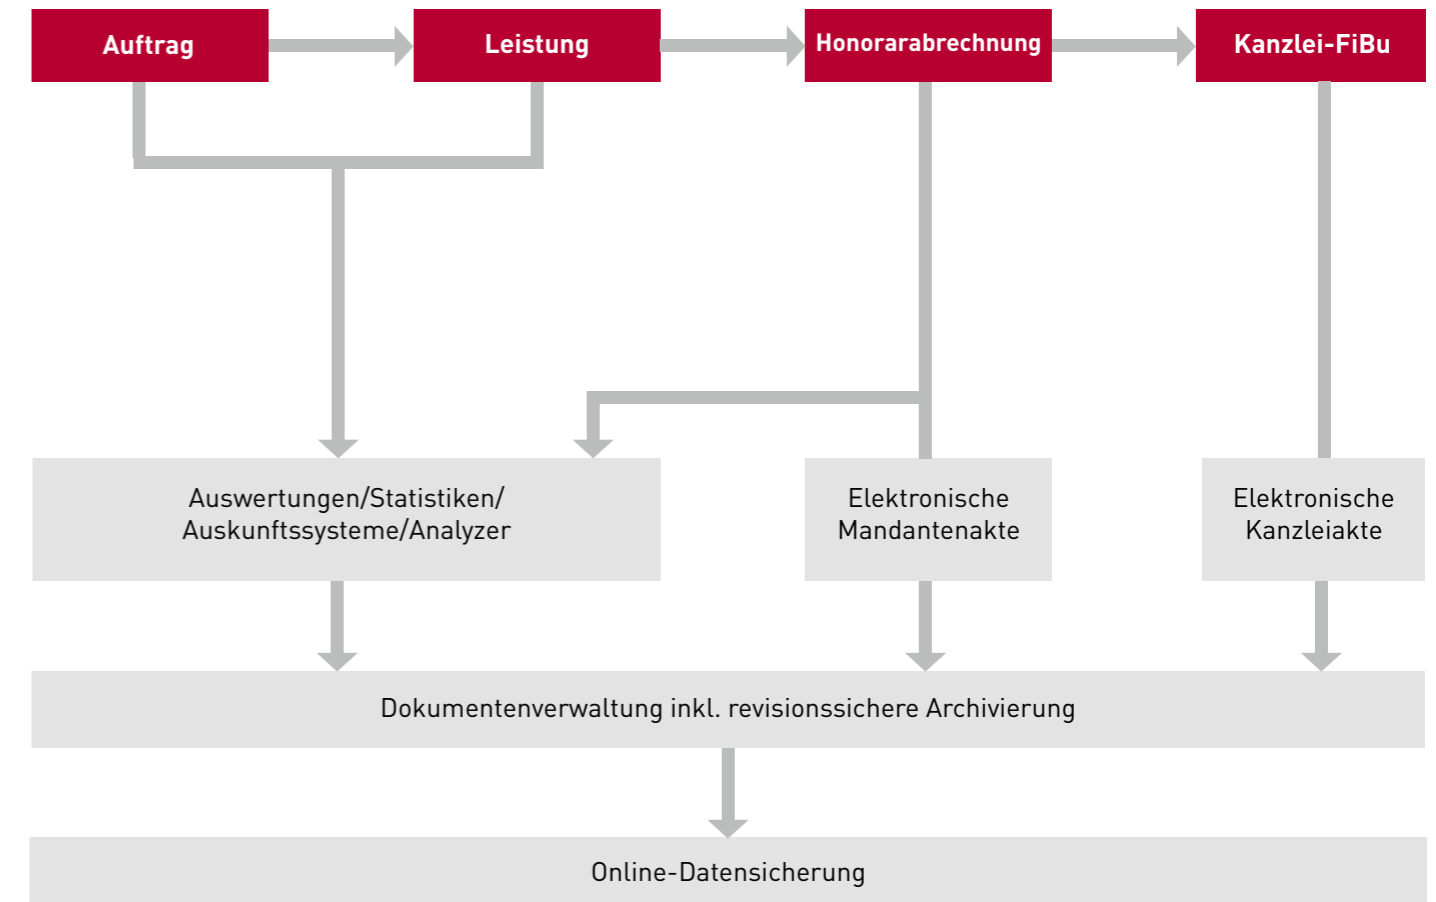 Auftrag
Leistung
Honorarabrechnung
Kanzlei-FiBu
Auswertungen/Statistiken/
Auskunftssysteme/Analyzer
Elektronische
Mandantenakte
Elektronische
Kanzleiakte
Dokumentenverwaltung inkl. revisionssichere Archivierung
Online-Datensicherung